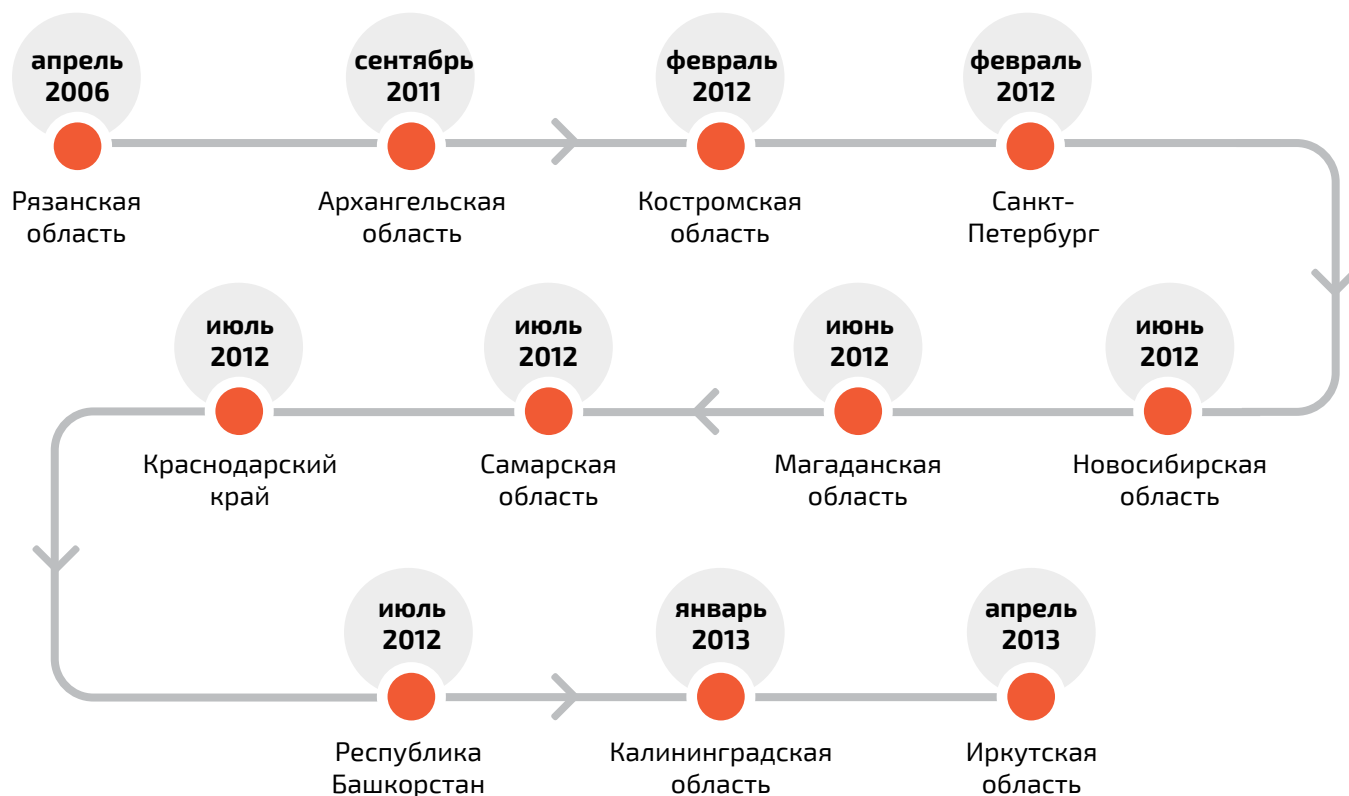 апрель
2006
сентябрь
2011
февраль
2012
февраль
2012
Рязанская
область
Архангельская
область
Костромская
область
Санкт-
Петербург
июль
2012
июль
2012
июнь
2012
июнь
2012
Краснодарский
край
Самарская
область
Магаданская
область
Новосибирская
область
июль
2012
январь
2013
апрель
2013
Республика
Башкорстан
Калининградская
область
Иркутская
область